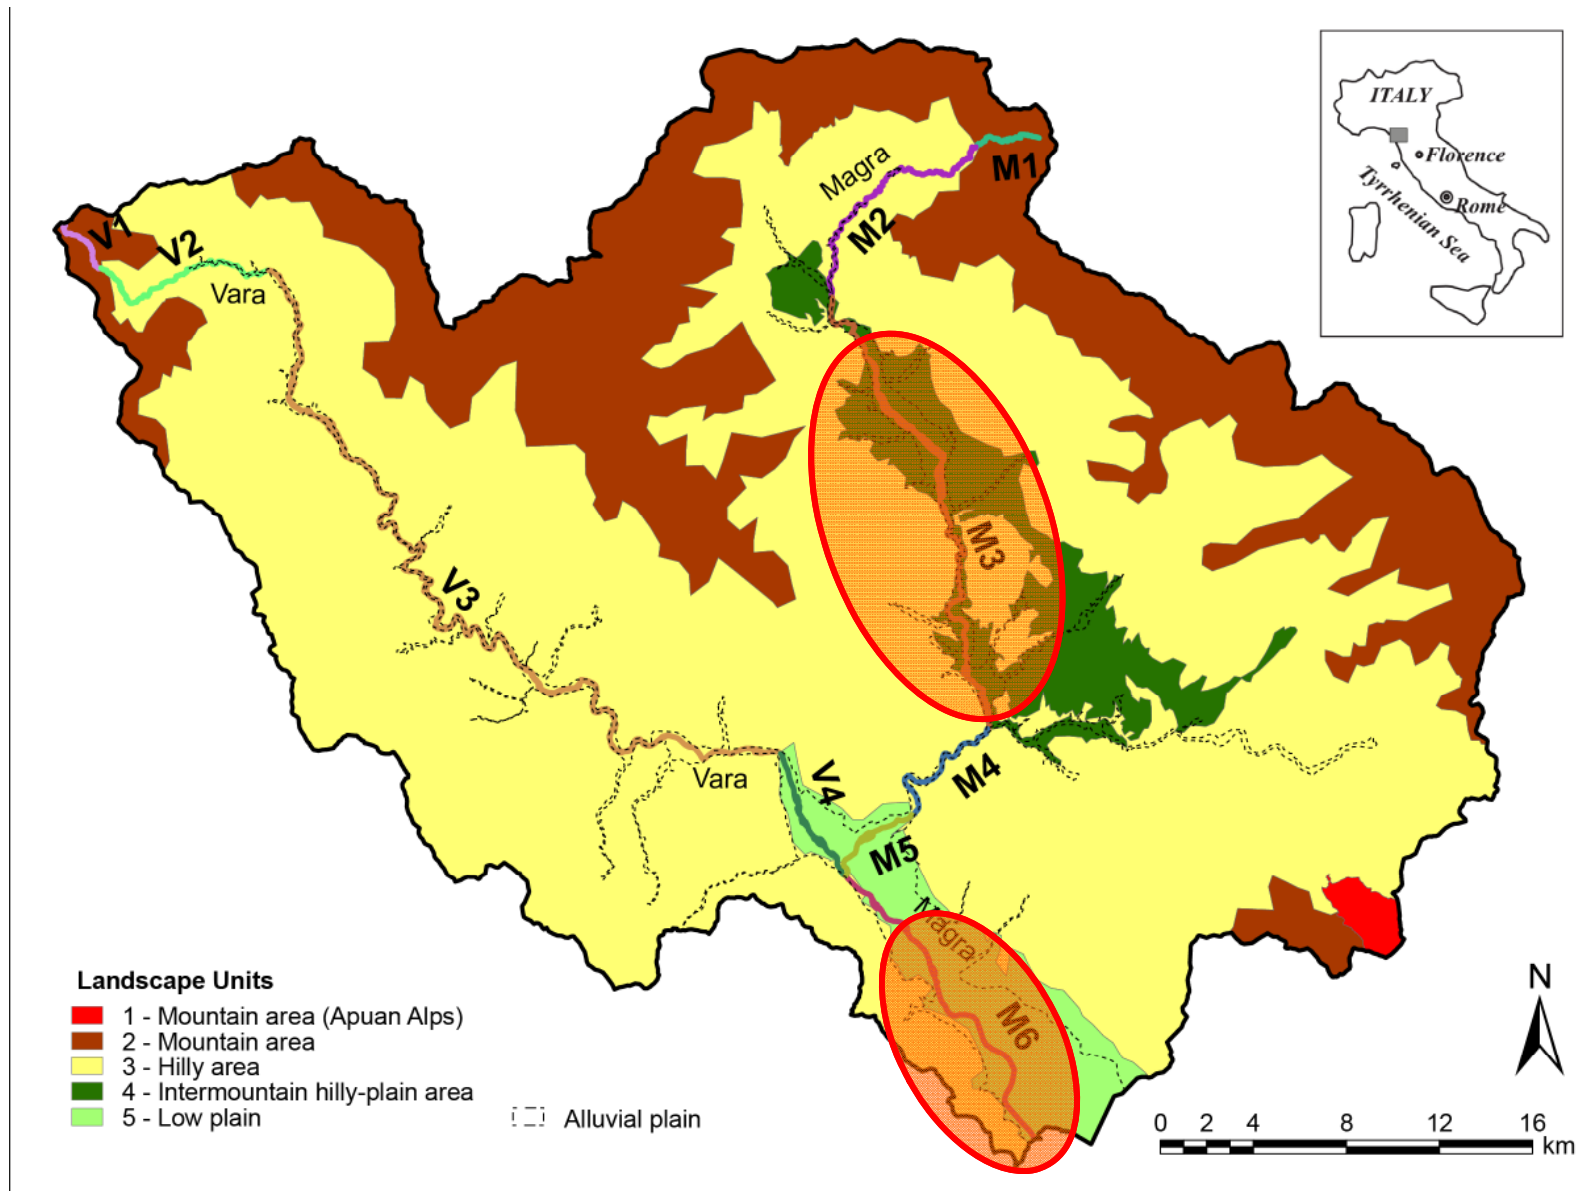 ITALY
Florence
Rome
Tyrrhenian Sea
Magra
M1
M2
V1
V2
Vara
M3
V3
Vara
V4
M4
M5
Magra
M6
Landscape Units
1 - Mountain area (Apuan Alps)
2 - Mountain area
3 - Hilly area
4 - Intermountain hilly-plain area
5 - Low plain
Alluvial plain
N
0 2 4 8 12 16
km